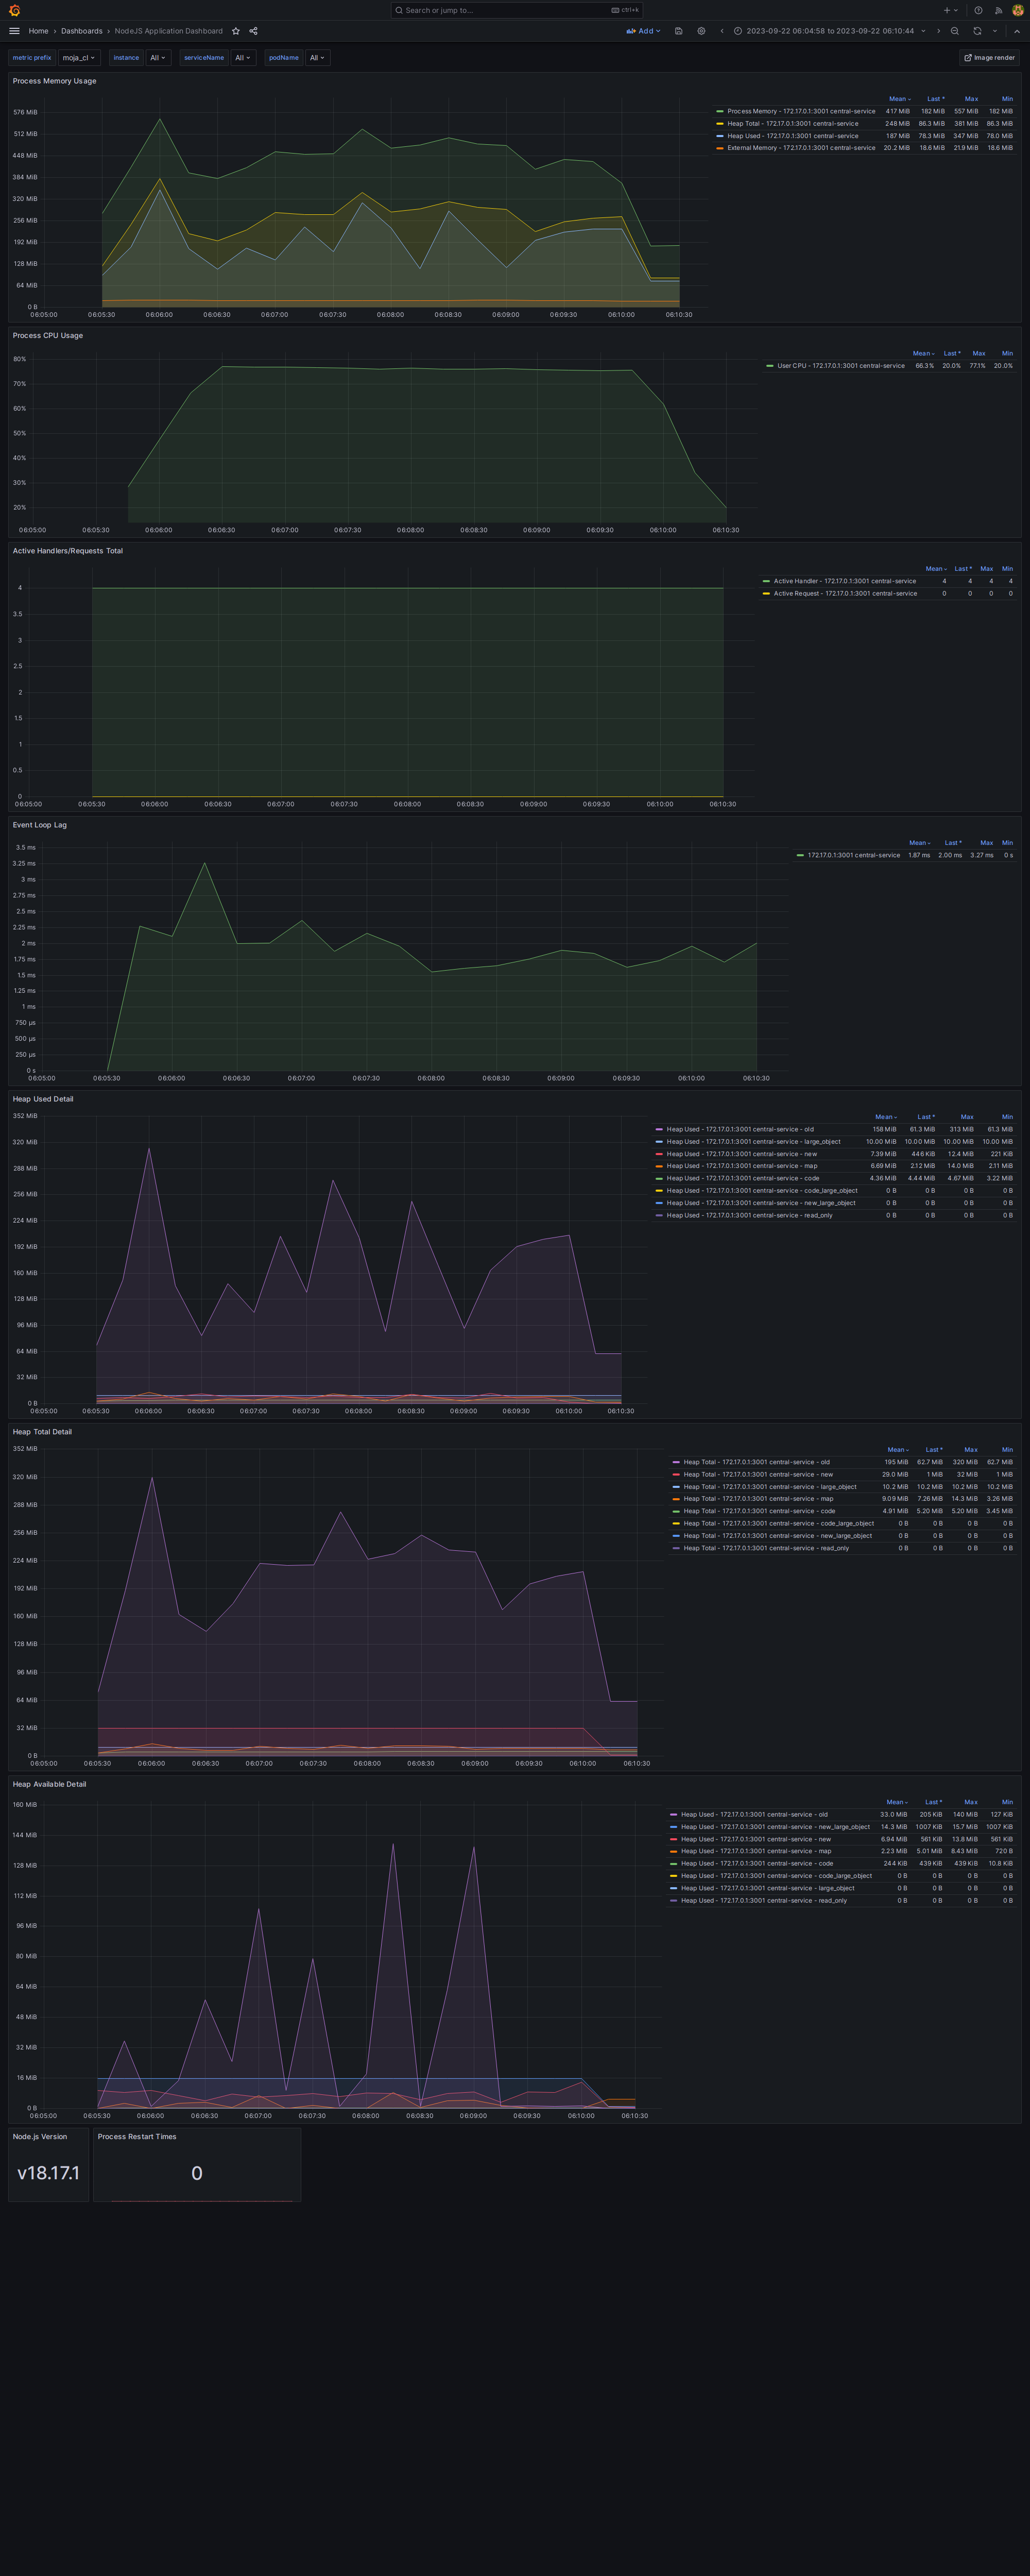 Search or jump to... ctrl+k
Home › Dashboards › NodeJS Application Dashboard Add 2023-09-22 06:04:58 to 2023-09-22 06:10:44
metric prefix moja_cl instance All serviceName All podName All Image render
Process Memory Usage
Mean Last * Max Min
Process Memory - 172.17.0.1:3001 central-service 417 MiB 182 MiB 557 MiB 182 MiB
Heap Total - 172.17.0.1:3001 central-service 248 MiB 86.3 MiB 381 MiB 86.3 MiB
Heap Used - 172.17.0.1:3001 central-service 187 MiB 78.3 MiB 347 MiB 78.0 MiB
External Memory - 172.17.0.1:3001 central-service 20.2 MiB 18.6 MiB 21.9 MiB 18.6 MiB
576 MiB
512 MiB
448 MiB
384 MiB
320 MiB
256 MiB
192 MiB
128 MiB
64 MiB
0 B
06:05:00 06:05:30 06:06:00 06:06:30 06:07:00 06:07:30 06:08:00 06:08:30 06:09:00 06:09:30 06:10:00 06:10:30
Process CPU Usage
Mean Last * Max Min
User CPU - 172.17.0.1:3001 central-service 66.3% 20.0% 77.1% 20.0%
80%
70%
60%
50%
40%
30%
20%
06:05:00 06:05:30 06:06:00 06:06:30 06:07:00 06:07:30 06:08:00 06:08:30 06:09:00 06:09:30 06:10:00 06:10:30
Active Handlers/Requests Total
Mean Last * Max Min
Active Handler - 172.17.0.1:3001 central-service 4 4 4 4
Active Request - 172.17.0.1:3001 central-service 0 0 0 0
4
3.5
3
2.5
2
1.5
1
0.5
0
06:05:00 06:05:30 06:06:00 06:06:30 06:07:00 06:07:30 06:08:00 06:08:30 06:09:00 06:09:30 06:10:00 06:10:30
Event Loop Lag
Mean Last * Max Min
172.17.0.1:3001 central-service 1.87 ms 2.00 ms 3.27 ms 0 s
3.5 ms
3.25 ms
3 ms
2.75 ms
2.5 ms
2.25 ms
2 ms
1.75 ms
1.5 ms
1.25 ms
1 ms
750 µs
500 µs
250 µs
0 s
06:05:00 06:05:30 06:06:00 06:06:30 06:07:00 06:07:30 06:08:00 06:08:30 06:09:00 06:09:30 06:10:00 06:10:30
Heap Used Detail
Mean Last * Max Min
Heap Used - 172.17.0.1:3001 central-service - old 158 MiB 61.3 MiB 313 MiB 61.3 MiB
Heap Used - 172.17.0.1:3001 central-service - large_object 10.00 MiB 10.00 MiB 10.00 MiB 10.00 MiB
Heap Used - 172.17.0.1:3001 central-service - new 7.39 MiB 446 KiB 12.4 MiB 221 KiB
Heap Used - 172.17.0.1:3001 central-service - map 6.69 MiB 2.12 MiB 14.0 MiB 2.11 MiB
Heap Used - 172.17.0.1:3001 central-service - code 4.36 MiB 4.44 MiB 4.67 MiB 3.22 MiB
Heap Used - 172.17.0.1:3001 central-service - code_large_object 0 B 0 B 0 B 0 B
Heap Used - 172.17.0.1:3001 central-service - new_large_object 0 B 0 B 0 B 0 B
Heap Used - 172.17.0.1:3001 central-service - read_only 0 B 0 B 0 B 0 B
352 MiB
320 MiB
288 MiB
256 MiB
224 MiB
192 MiB
160 MiB
128 MiB
96 MiB
64 MiB
32 MiB
0 B
06:05:00 06:05:30 06:06:00 06:06:30 06:07:00 06:07:30 06:08:00 06:08:30 06:09:00 06:09:30 06:10:00 06:10:30
Heap Total Detail
Mean Last * Max Min
Heap Total - 172.17.0.1:3001 central-service - old 195 MiB 62.7 MiB 320 MiB 62.7 MiB
Heap Total - 172.17.0.1:3001 central-service - new 29.0 MiB 1 MiB 32 MiB 1 MiB
Heap Total - 172.17.0.1:3001 central-service - large_object 10.2 MiB 10.2 MiB 10.2 MiB 10.2 MiB
Heap Total - 172.17.0.1:3001 central-service - map 9.09 MiB 7.26 MiB 14.3 MiB 3.26 MiB
Heap Total - 172.17.0.1:3001 central-service - code 4.91 MiB 5.20 MiB 5.20 MiB 3.45 MiB
Heap Total - 172.17.0.1:3001 central-service - code_large_object 0 B 0 B 0 B 0 B
Heap Total - 172.17.0.1:3001 central-service - new_large_object 0 B 0 B 0 B 0 B
Heap Total - 172.17.0.1:3001 central-service - read_only 0 B 0 B 0 B 0 B
352 MiB
320 MiB
288 MiB
256 MiB
224 MiB
192 MiB
160 MiB
128 MiB
96 MiB
64 MiB
32 MiB
0 B
06:05:00 06:05:30 06:06:00 06:06:30 06:07:00 06:07:30 06:08:00 06:08:30 06:09:00 06:09:30 06:10:00 06:10:30
Heap Available Detail
Mean Last * Max Min
Heap Used - 172.17.0.1:3001 central-service - old 33.0 MiB 205 KiB 140 MiB 127 KiB
Heap Used - 172.17.0.1:3001 central-service - new_large_object 14.3 MiB 1007 KiB 15.7 MiB 1007 KiB
Heap Used - 172.17.0.1:3001 central-service - new 6.94 MiB 561 KiB 13.8 MiB 561 KiB
Heap Used - 172.17.0.1:3001 central-service - map 2.23 MiB 5.01 MiB 8.43 MiB 720 B
Heap Used - 172.17.0.1:3001 central-service - code 244 KiB 439 KiB 439 KiB 10.8 KiB
Heap Used - 172.17.0.1:3001 central-service - code_large_object 0 B 0 B 0 B 0 B
Heap Used - 172.17.0.1:3001 central-service - large_object 0 B 0 B 0 B 0 B
Heap Used - 172.17.0.1:3001 central-service - read_only 0 B 0 B 0 B 0 B
160 MiB
144 MiB
128 MiB
112 MiB
96 MiB
80 MiB
64 MiB
48 MiB
32 MiB
16 MiB
0 B
06:05:00 06:05:30 06:06:00 06:06:30 06:07:00 06:07:30 06:08:00 06:08:30 06:09:00 06:09:30 06:10:00 06:10:30
Node.js Version Process Restart Times
v18.17.1 0